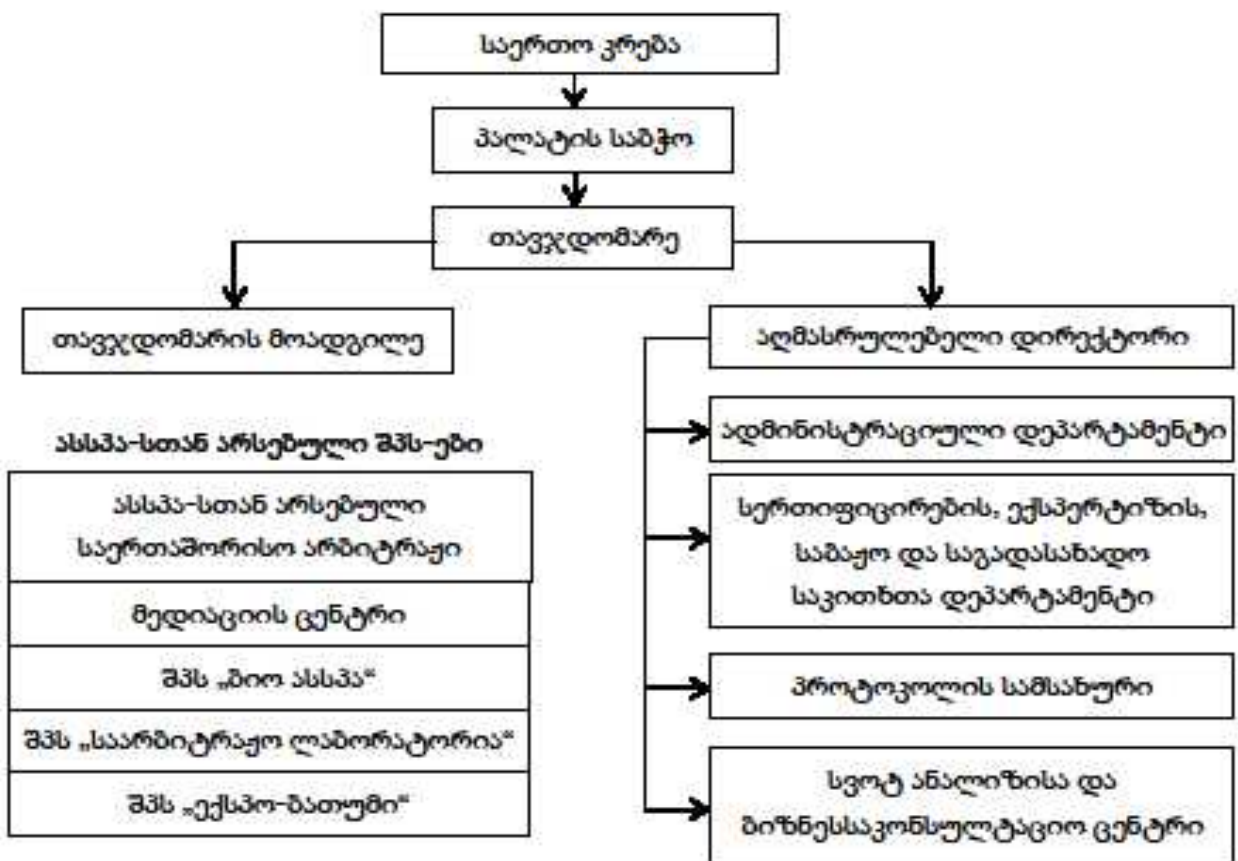 საერთო კრება
პალატის საბჭო
თავჯდომარე
თავჯდომარის მოადგილე
ასსპა-სთან არსებული შპს-ები
ასსპა-სთან არსებული
საერთაშორისო არბიტრაჟი
მედიაციის ცენტრი
შპს „ბიო ასსპა“
შპს „საარბიტრაჟო ლაბორატორია“
შპს „ექსპო-ბათუმი“
აღმასრულებელი დირექტორი
ადმინისტრაციული დეპარტამენტი
სერთიფიცირების, ექსპერტიზის,
საბაჟო და საგადასახადო
საკითხთა დეპარტამენტი
პროტოკოლის სამსახური
სვოტ ანალიზისა და
ბიზნესსაკონსულტაციო ცენტრი